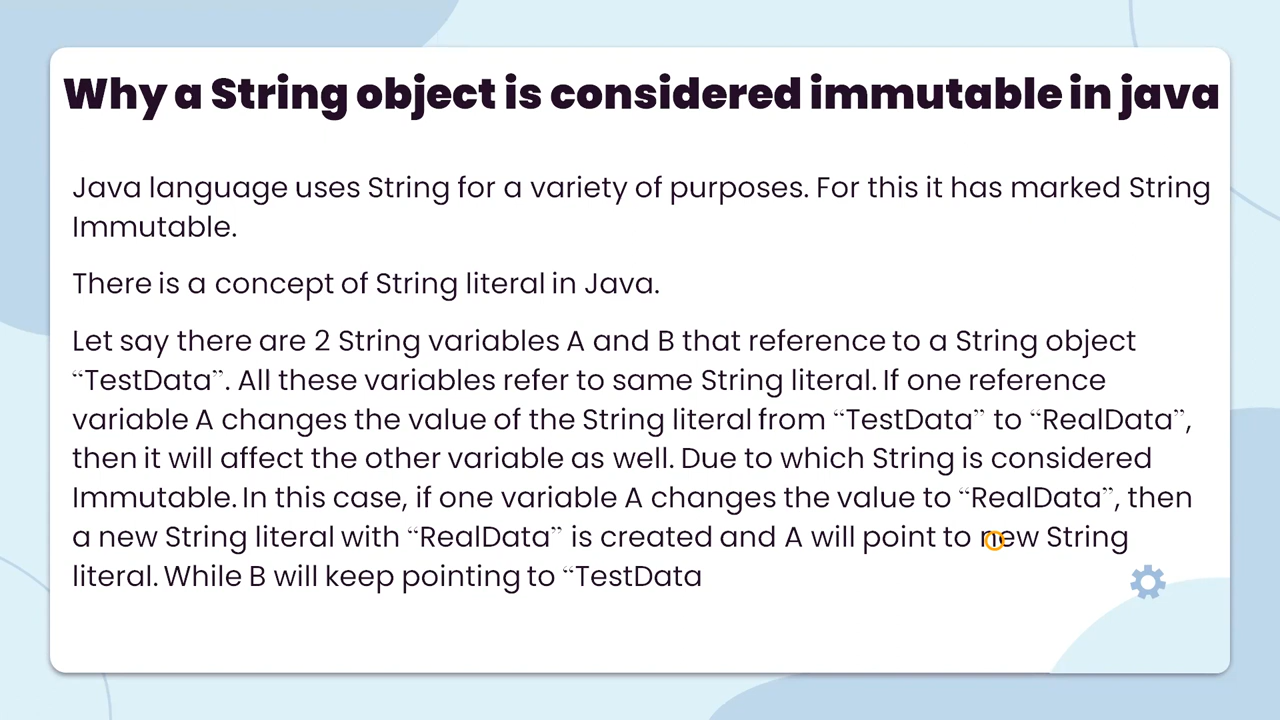 Why a String object is considered immutable in java
Java language uses String for a variety of purposes. For this it has marked String
Immutable.
There is a concept of String literal in Java.
Let say there are 2 String variables A and B that reference to a String object
“TestData”. All these variables refer to same String literal. If one reference
variable A changes the value of the String literal from “TestData” to “RealData”,
then it will affect the other variable as well. Due to which String is considered
Immutable. In this case, if one variable A changes the value to “RealData”, then
a new String literal with “RealData” is created and A will point to new String
literal. While B will keep pointing to “TestData